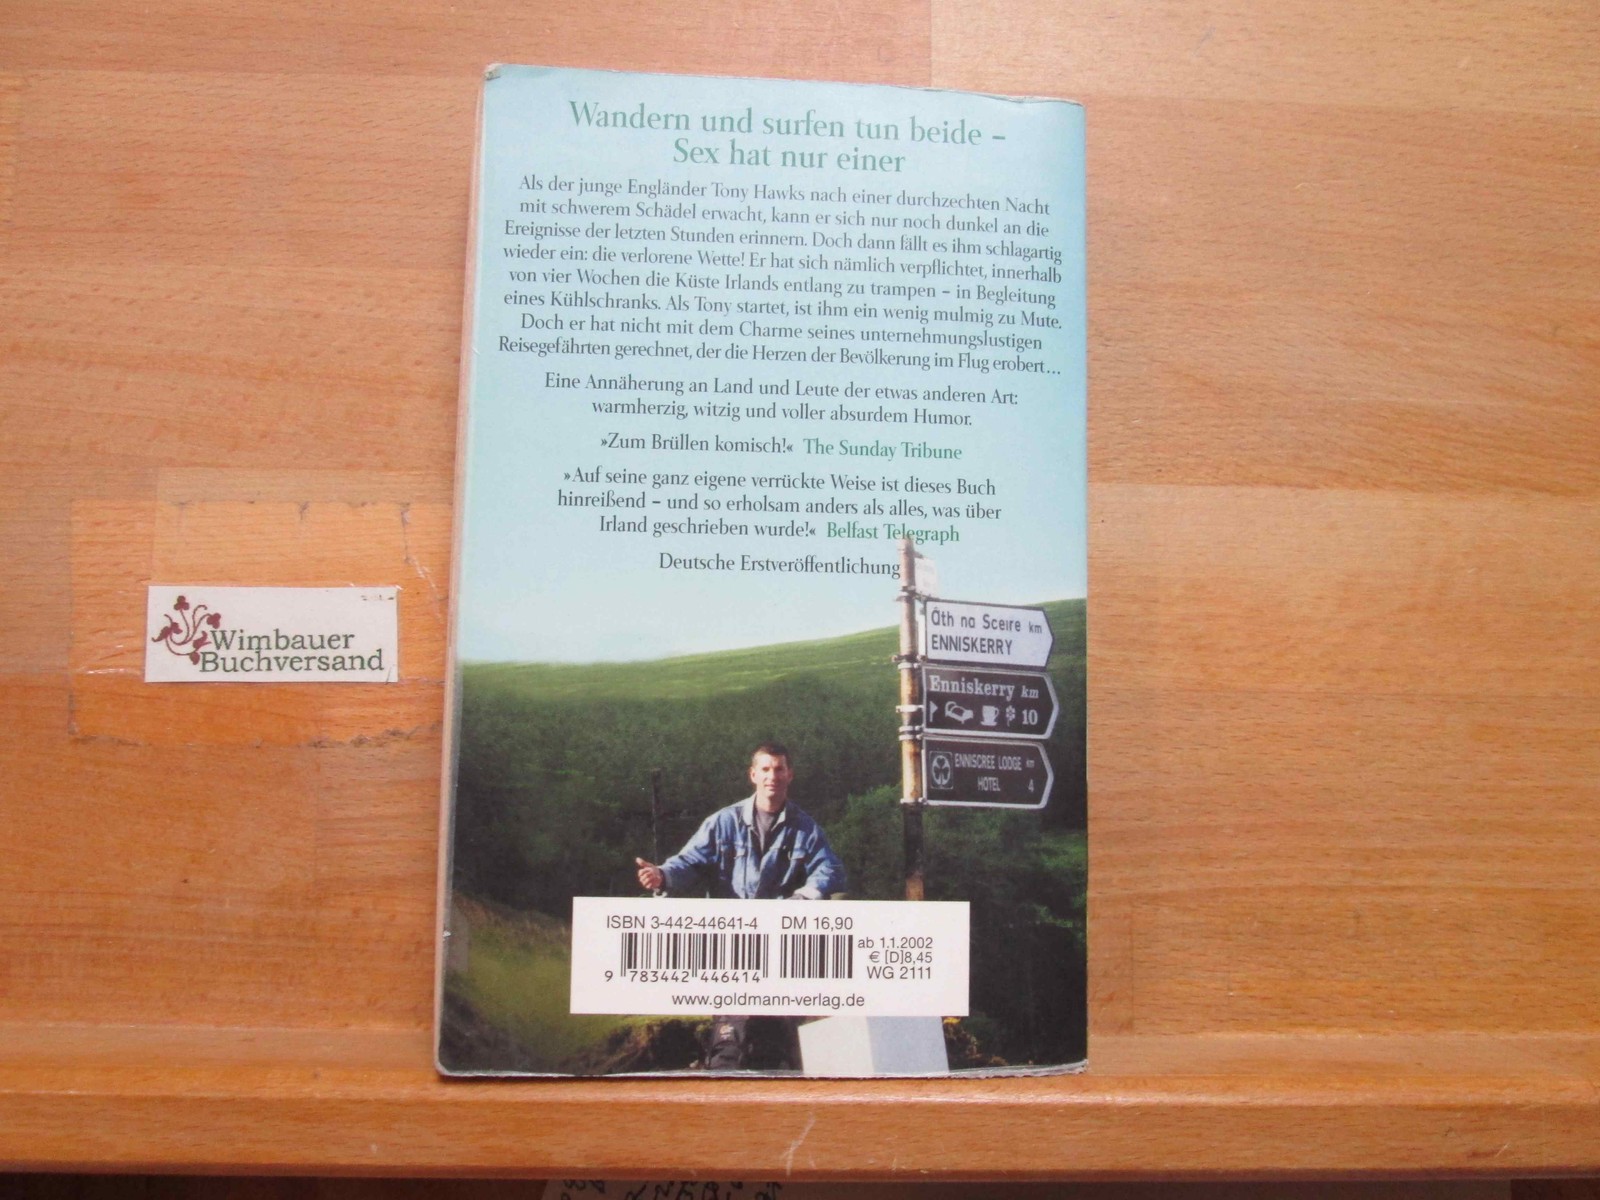 Wandern und surfen tun beide –
Sex hat nur einer
Als der junge Engländer Tony Hawks nach einer durchzechten Nacht
mit schwerem Schädel erwacht, kann er sich nur noch dunkel an die
Ereignisse der letzten Stunden erinnern. Doch dann fällt es ihm schlagartig
wieder ein: die verlorene Wette! Er hat sich nämlich verpflichtet, innerhalb
von vier Wochen die Küste Irlands entlang zu trampen – in Begleitung
eines Kühlschranks. Als Tony startet, ist ihm ein wenig mulmig zu Mute.
Doch er hat nicht mit dem Charme seines unternehmungslustigen
Reisegefährten gerechnet, der die Herzen der Bevölkerung im Flug erobert…
Eine Annäherung an Land und Leute der etwas anderen Art:
warmherzig, witzig und voller absurdem Humor.
»Zum Brüllen komisch!« The Sunday Tribune
»Auf seine ganz eigene verrückte Weise ist dieses Buch
hinreißend – und so erholsam anders als alles, was über
Irland geschrieben wurde!« Belfast Telegraph
Deutsche Erstveröffentlichung
Áth na Sceire km
ENNISKERRY
Enniskerry km
10
ENNISCREE LODGE km
HOTEL 4
Wimbauer
Buchversand
ISBN 3-442-44641-4 DM 16,90
ab 1.1.2002
€ [D]8,45
WG 2111
9 783442 446414
www.goldmann-verlag.de